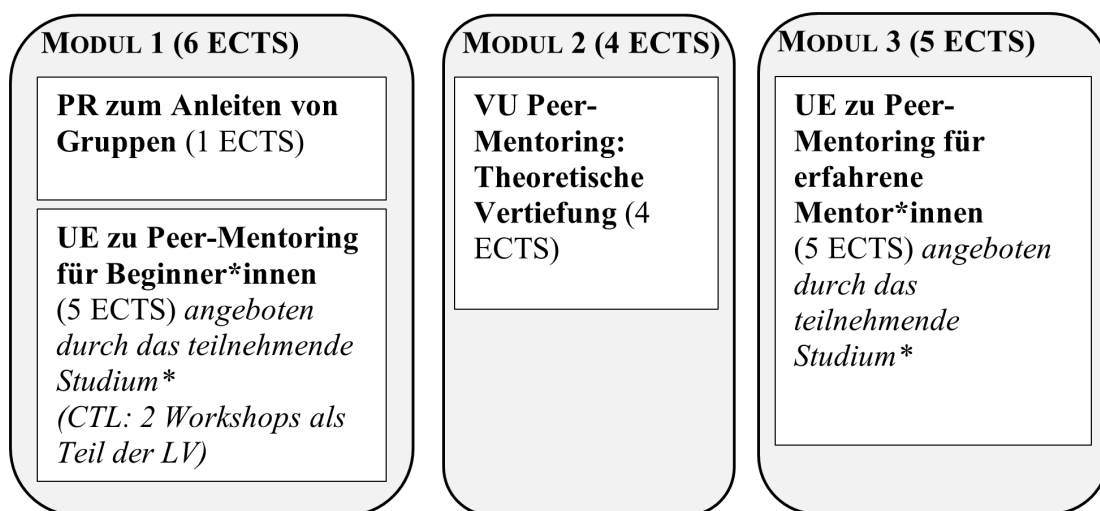 MODUL 1 (6 ECTS)
PR zum Anleiten von
Gruppen (1 ECTS)
UE zu Peer-Mentoring
für Beginner*innen
(5 ECTS) angeboten
durch das teilnehmende
Studium*
(CTL: 2 Workshops als
Teil der LV)
MODUL 2 (4 ECTS)
VU Peer-
Mentoring:
Theoretische
Vertiefung (4
ECTS)
MODUL 3 (5 ECTS)
UE zu Peer-
Mentoring für
erfahrene
Mentor*innen
(5 ECTS) angeboten
durch das
teilnehmende
Studium*